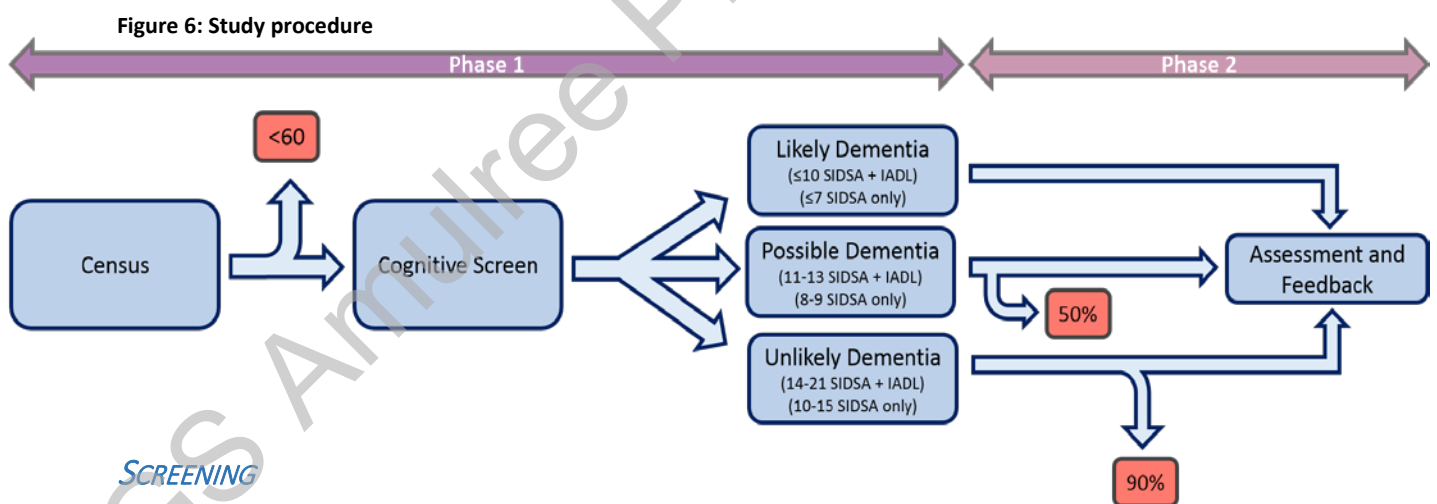 Figure 6: Study procedure
Phase 1
Phase 2
<60
Census
Cognitive Screen
Likely Dementia
(≤10 SIDSA + IADL)
(≤7 SIDSA only)
Possible Dementia
(11-13 SIDSA + IADL)
(8-9 SIDSA only)
Unlikely Dementia
(14-21 SIDSA + IADL)
(10-15 SIDSA only)
50%
90%
Assessment and
Feedback
SCREENING
GS Amulree P